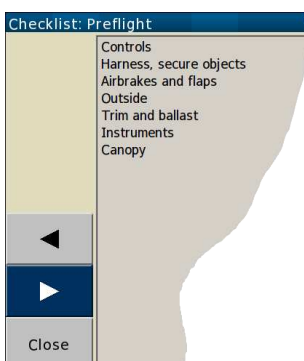 Checklist: Preflight
Controls
Harness, secure objects
Airbrakes and flaps
Outside
Trim and ballast
Instruments
Canopy
Close